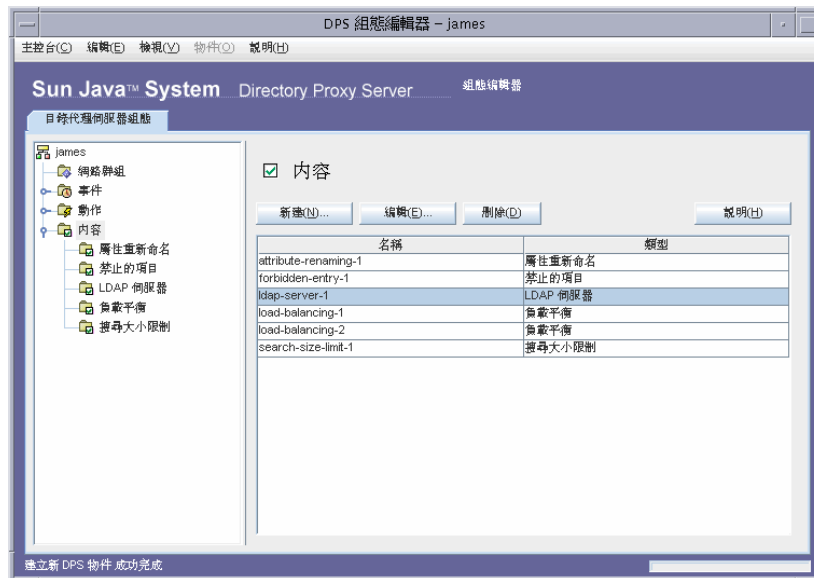 DPS 組態編輯器 – james
主控台(C) 編輯(E) 檢視(V) 物件(O) 說明(H)
Sun Java™ System Directory Proxy Server 組態編輯器
目錄代理伺服器組態
james
網路群組
事件
動作
內容
屬性重新命名
禁止的項目
LDAP 伺服器
負載平衡
搜尋大小限制
內容
新建(N)... 編輯(E)... 刪除(D) 說明(H)
名稱 類型
attribute-renaming-1 屬性重新命名
forbidden-entry-1 禁止的項目
ldap-server-1 LDAP 伺服器
load-balancing-1 負載平衡
load-balancing-2 負載平衡
search-size-limit-1 搜尋大小限制
建立新 DPS 物件 成功完成